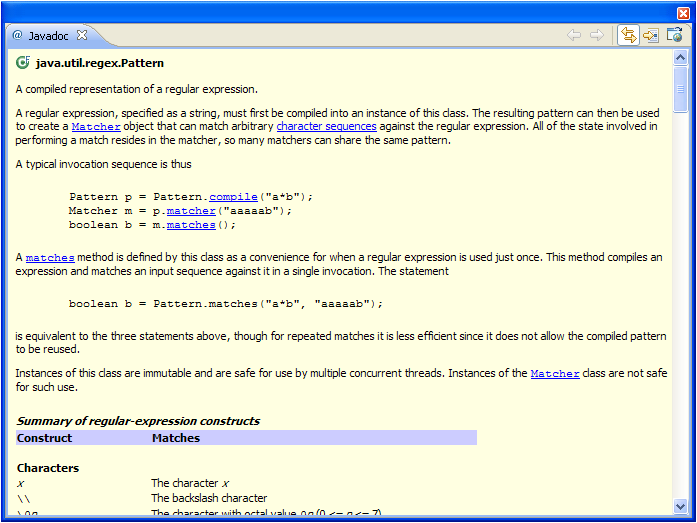 @ Javadoc
java.util.regex.Pattern
A compiled representation of a regular expression.
A regular expression, specified as a string, must first be compiled into an instance of this class. The resulting pattern can then be used
to create a Matcher object that can match arbitrary character sequences against the regular expression. All of the state involved in
performing a match resides in the matcher, so many matchers can share the same pattern.
A typical invocation sequence is thus
Pattern p = Pattern.compile("a*b");
Matcher m = p.matcher("aaaaab");
boolean b = m.matches();
A matches method is defined by this class as a convenience for when a regular expression is used just once. This method compiles an
expression and matches an input sequence against it in a single invocation. The statement
boolean b = Pattern.matches("a*b", "aaaaab");
is equivalent to the three statements above, though for repeated matches it is less efficient since it does not allow the compiled pattern
to be reused.
Instances of this class are immutable and are safe for use by multiple concurrent threads. Instances of the Matcher class are not safe
for such use.
Summary of regular-expression constructs
Construct Matches
Characters
x The character x
\\ The backslash character
\0n The character with octal value 0n (0 <= n <= 7)